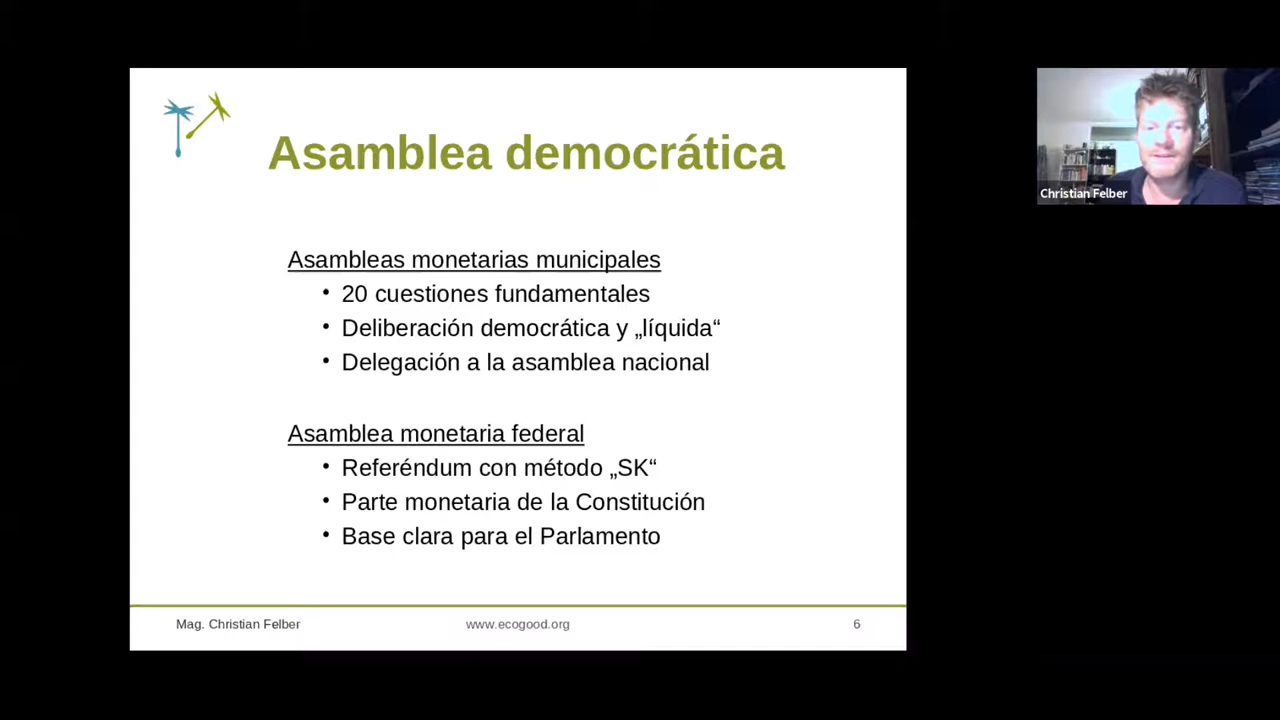 Asamblea democrática
Asambleas monetarias municipales
• 20 cuestiones fundamentales
• Deliberación democrática y „líquida“
• Delegación a la asamblea nacional
Asamblea monetaria federal
• Referéndum con método „SK“
• Parte monetaria de la Constitución
• Base clara para el Parlamento
Mag. Christian Felber
www.ecogood.org
6
Christian Felber